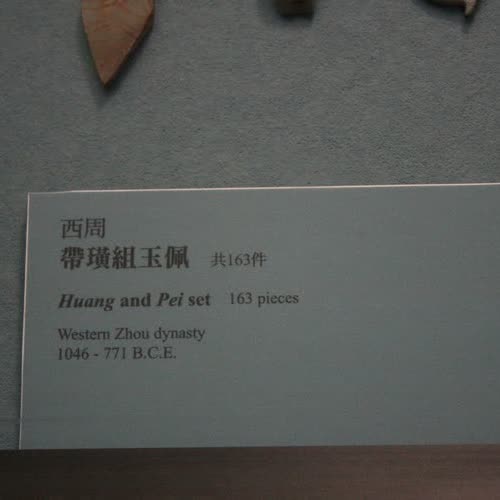 西周
帶璜組玉佩 共163件
Huang and Pei set 163 pieces
Western Zhou dynasty
1046 - 771 B.C.E.